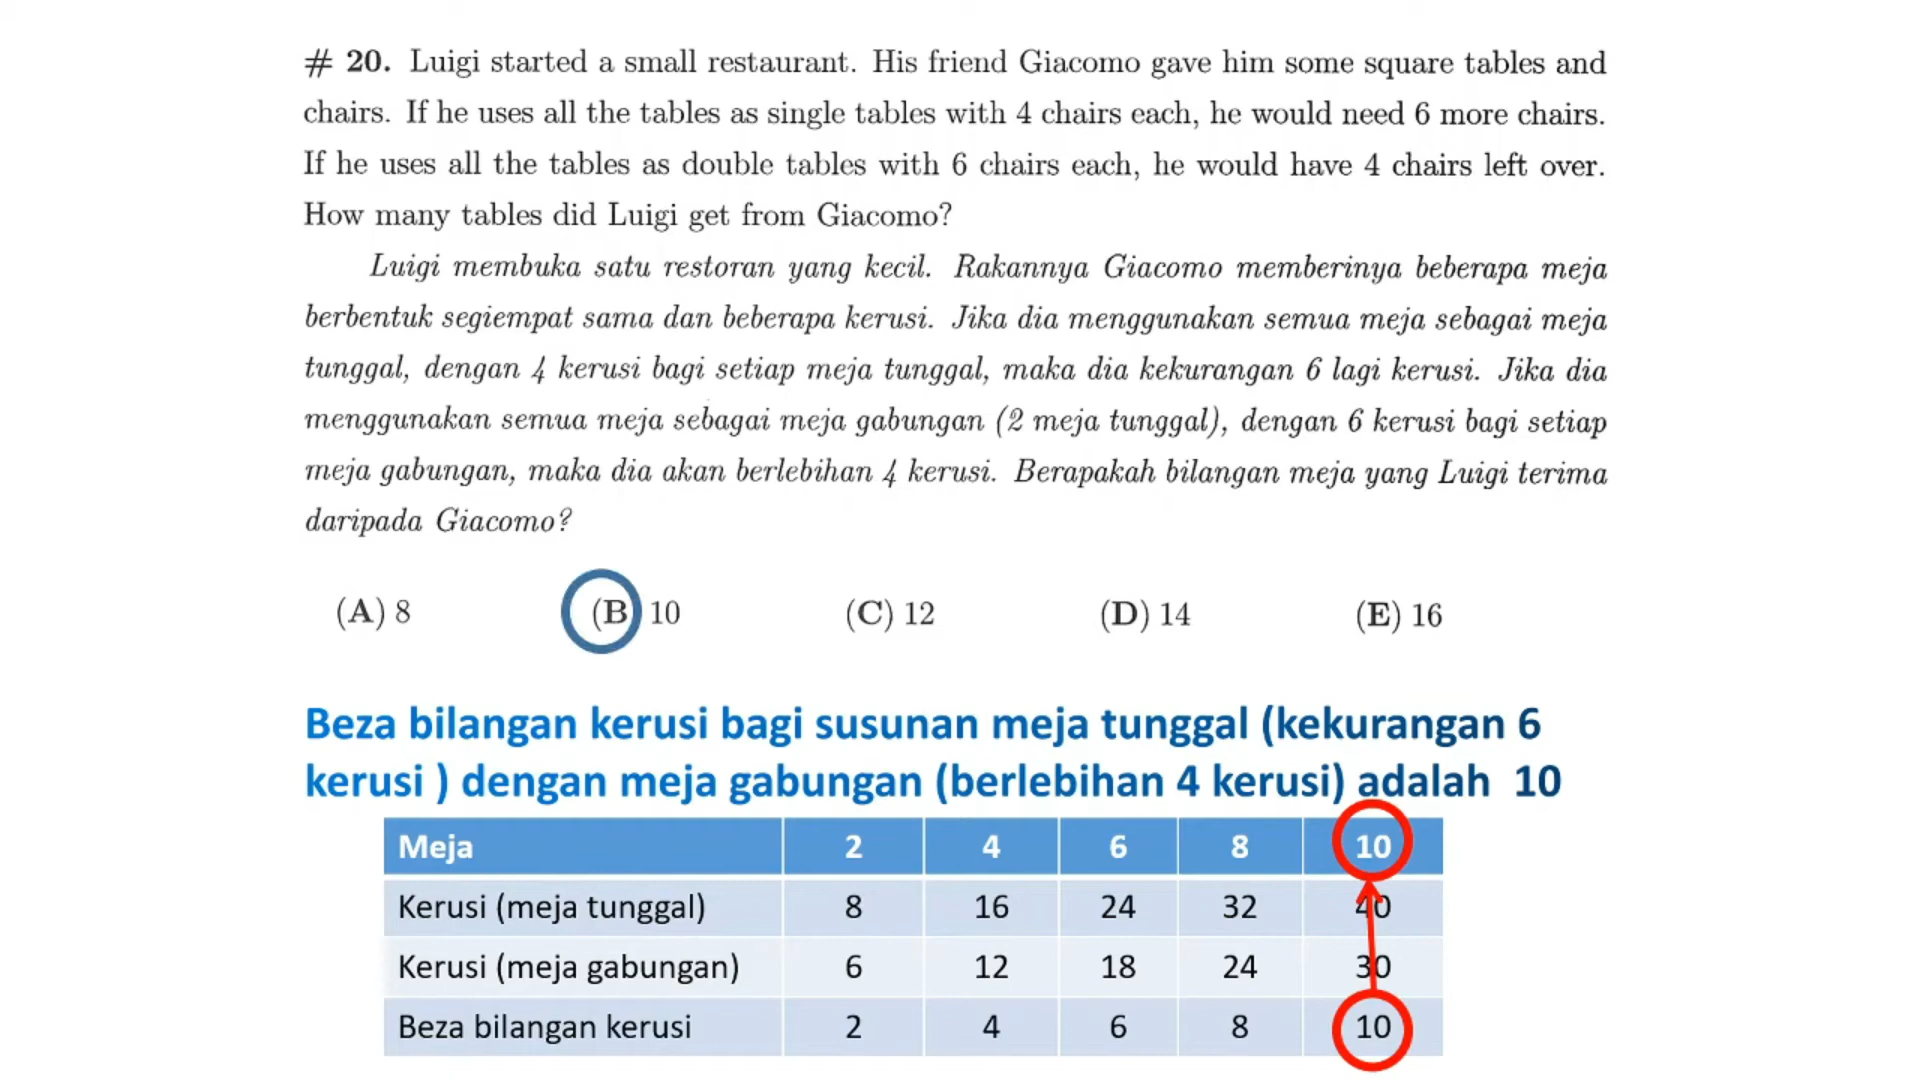 # 20. Luigi started a small restaurant. His friend Giacomo gave him some square tables and
chairs. If he uses all the tables as single tables with 4 chairs each, he would need 6 more chairs.
If he uses all the tables as double tables with 6 chairs each, he would have 4 chairs left over.
How many tables did Luigi get from Giacomo?
Luigi membuka satu restoran yang kecil. Rakannya Giacomo memberinya beberapa meja
berbentuk segiempat sama dan beberapa kerusi. Jika dia menggunakan semua meja sebagai meja
tunggal, dengan 4 kerusi bagi setiap meja tunggal, maka dia kekurangan 6 lagi kerusi. Jika dia
menggunakan semua meja sebagai meja gabungan (2 meja tunggal), dengan 6 kerusi bagi setiap
meja gabungan, maka dia akan berlebihan 4 kerusi. Berapakah bilangan meja yang Luigi terima
daripada Giacomo?
(A) 8 (B) 10 (C) 12 (D) 14 (E) 16
Beza bilangan kerusi bagi susunan meja tunggal (kekurangan 6
kerusi ) dengan meja gabungan (berlebihan 4 kerusi) adalah 10
Meja 2 4 6 8 10
Kerusi (meja tunggal) 8 16 24 32 40
Kerusi (meja gabungan) 6 12 18 24 30
Beza bilangan kerusi 2 4 6 8 10